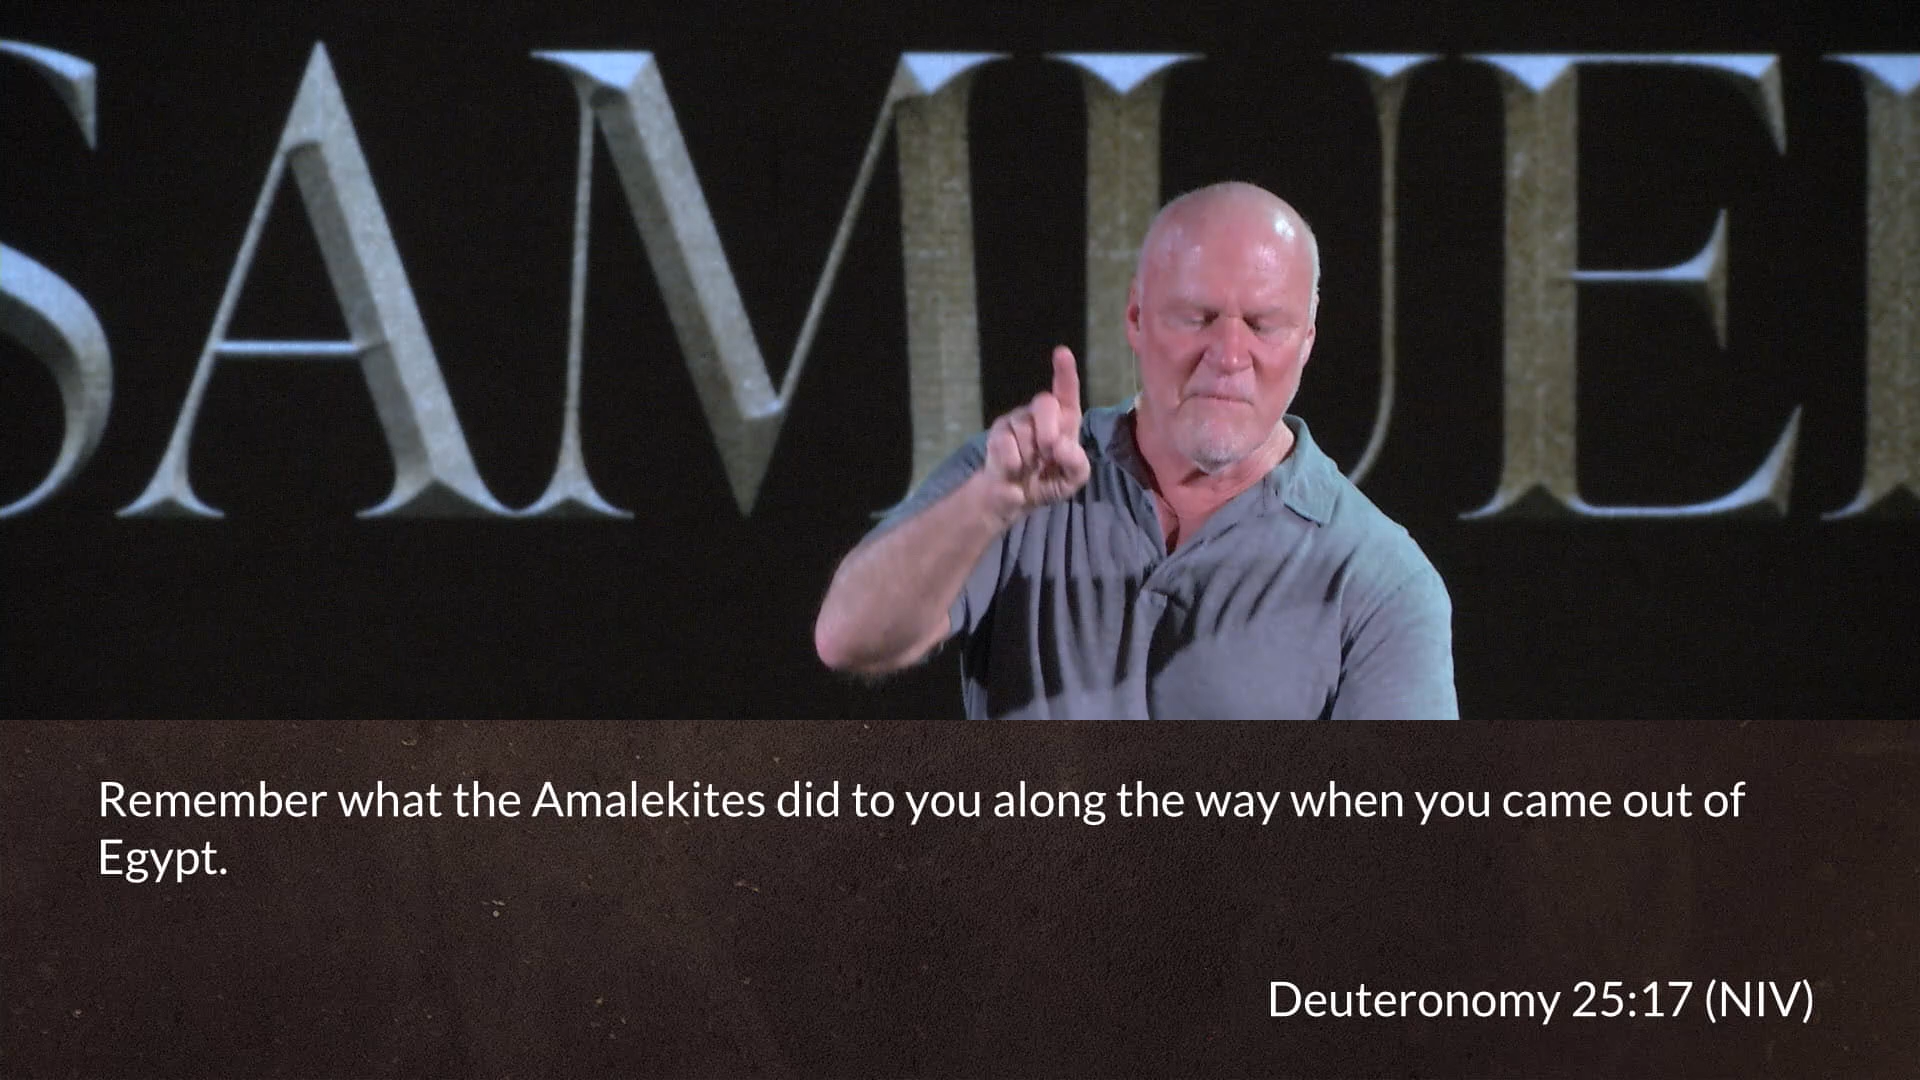 SAMUEL
Remember what the Amalekites did to you along the way when you came out of
Egypt.
Deuteronomy 25:17 (NIV)